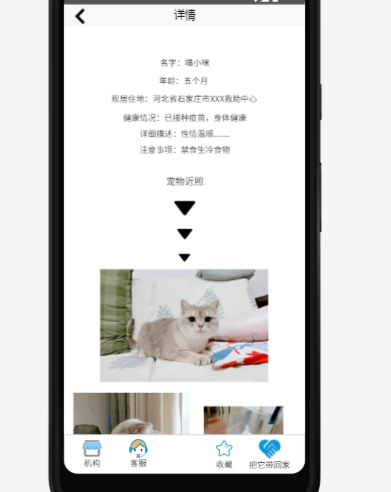 详情
名字：喵小咪
年龄：五个月
现居住地：河北省石家庄市XXX救助中心
健康情况：已接种疫苗，身体健康
详细描述：性情温顺........
注意事项：禁食生冷食物
宠物近照
机构
客服
收藏
把它带回家